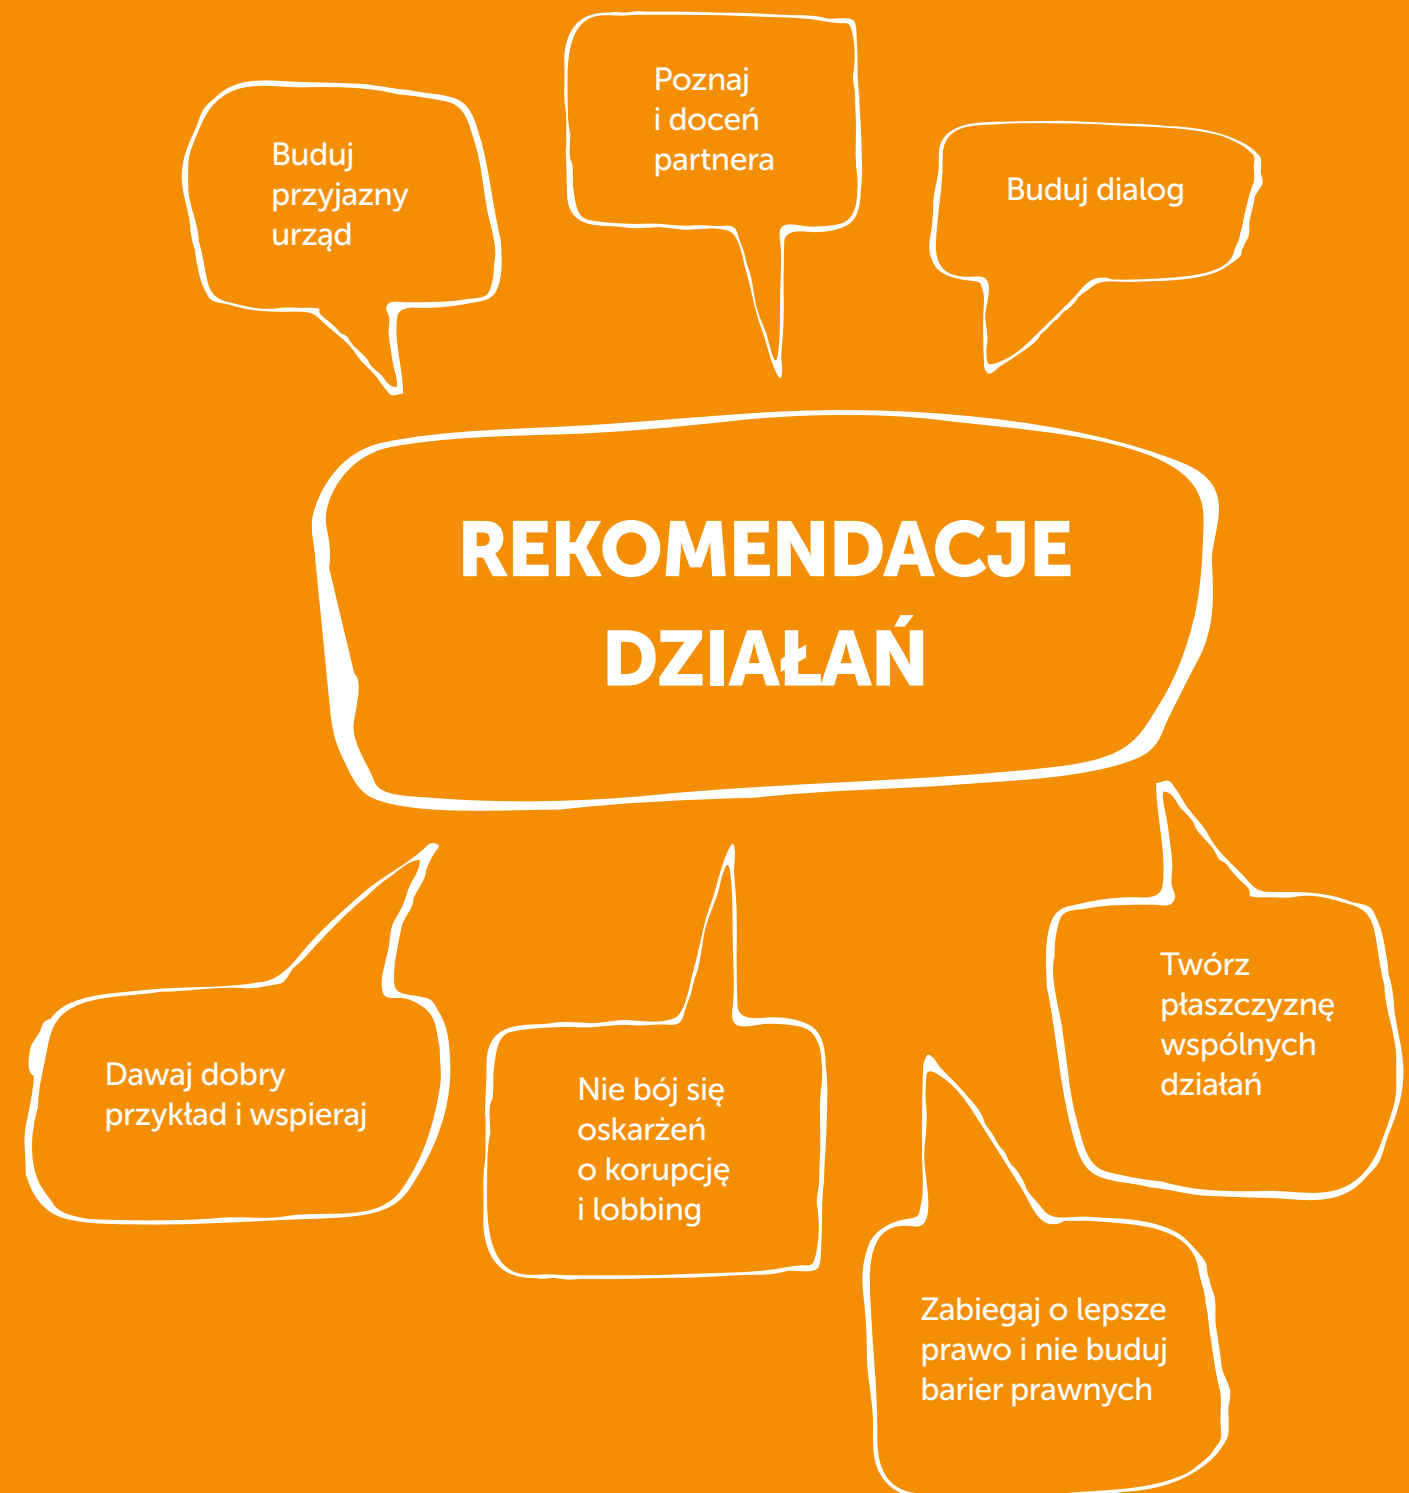 Buduj
przyjazny
urząd
Poznaj
i doceń
partnera
Buduj dialog
REKOMENDACJE
DZIAŁAŃ
Dawaj dobry
przykład i wspieraj
Nie bój się
oskarżeń
o korupcję
i lobbing
Zabiegaj o lepsze
prawo i nie buduj
barier prawnych
Twórz
płaszczyznę
wspólnych
działań